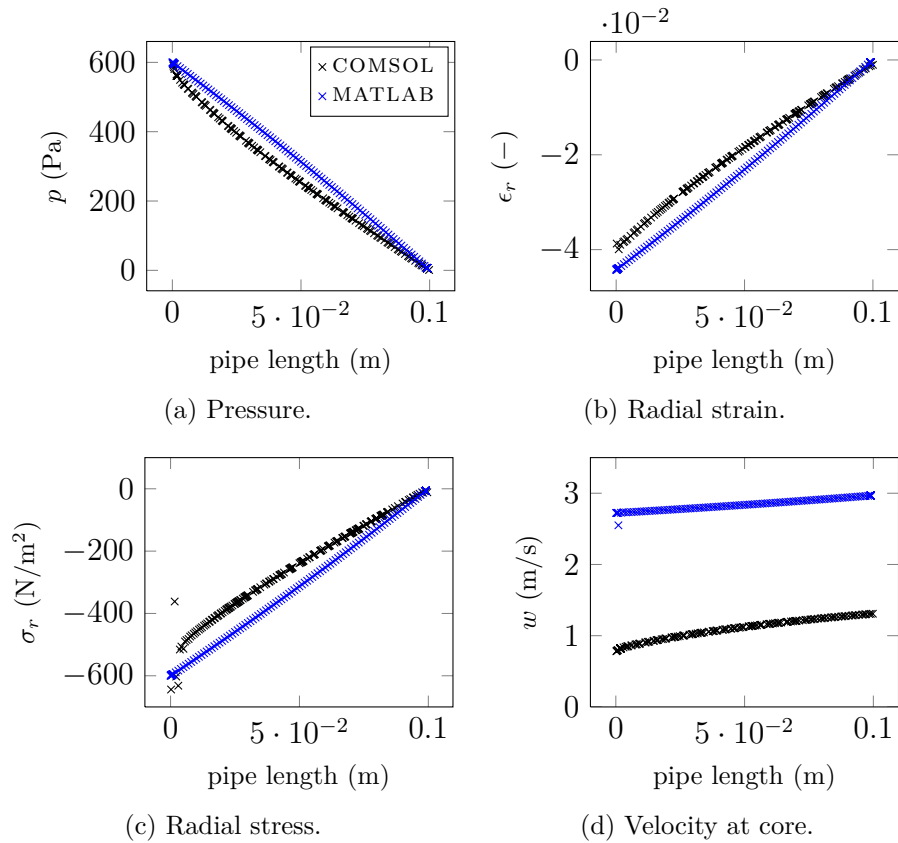 600
400
200
0
p (Pa)
COMSOL
MATLAB
0
5 · 10⁻²
0.1
pipe length (m)
(a) Pressure.
·10⁻²
0
−2
−4
ϵᵣ (−)
0
5 · 10⁻²
0.1
pipe length (m)
(b) Radial strain.
0
−200
−400
−600
σᵣ (N/m²)
0
5 · 10⁻²
0.1
pipe length (m)
(c) Radial stress.
3
2
1
0
w (m/s)
0
5 · 10⁻²
0.1
pipe length (m)
(d) Velocity at core.